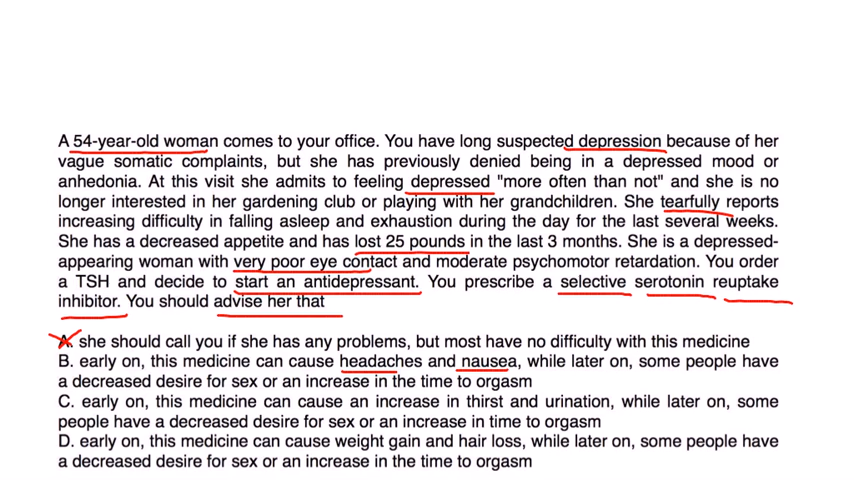 A 54-year-old woman comes to your office. You have long suspected depression because of her
vague somatic complaints, but she has previously denied being in a depressed mood or
anhedonia. At this visit she admits to feeling depressed "more often than not" and she is no
longer interested in her gardening club or playing with her grandchildren. She tearfully reports
increasing difficulty in falling asleep and exhaustion during the day for the last several weeks.
She has a decreased appetite and has lost 25 pounds in the last 3 months. She is a depressed-
appearing woman with very poor eye contact and moderate psychomotor retardation. You order
a TSH and decide to start an antidepressant. You prescribe a selective serotonin reuptake
inhibitor. You should advise her that
A. she should call you if she has any problems, but most have no difficulty with this medicine
B. early on, this medicine can cause headaches and nausea, while later on, some people have
a decreased desire for sex or an increase in the time to orgasm
C. early on, this medicine can cause an increase in thirst and urination, while later on, some
people have a decreased desire for sex or an increase in time to orgasm
D. early on, this medicine can cause weight gain and hair loss, while later on, some people have
a decreased desire for sex or an increase in the time to orgasm